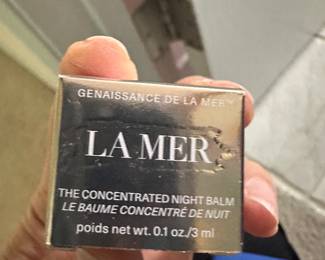 GENAISSANCE DE LA MER™
LA MER
THE CONCENTRATED NIGHT BALM
LE BAUME CONCENTRÉ DE NUIT
poids net wt. 0.1 oz./3 ml